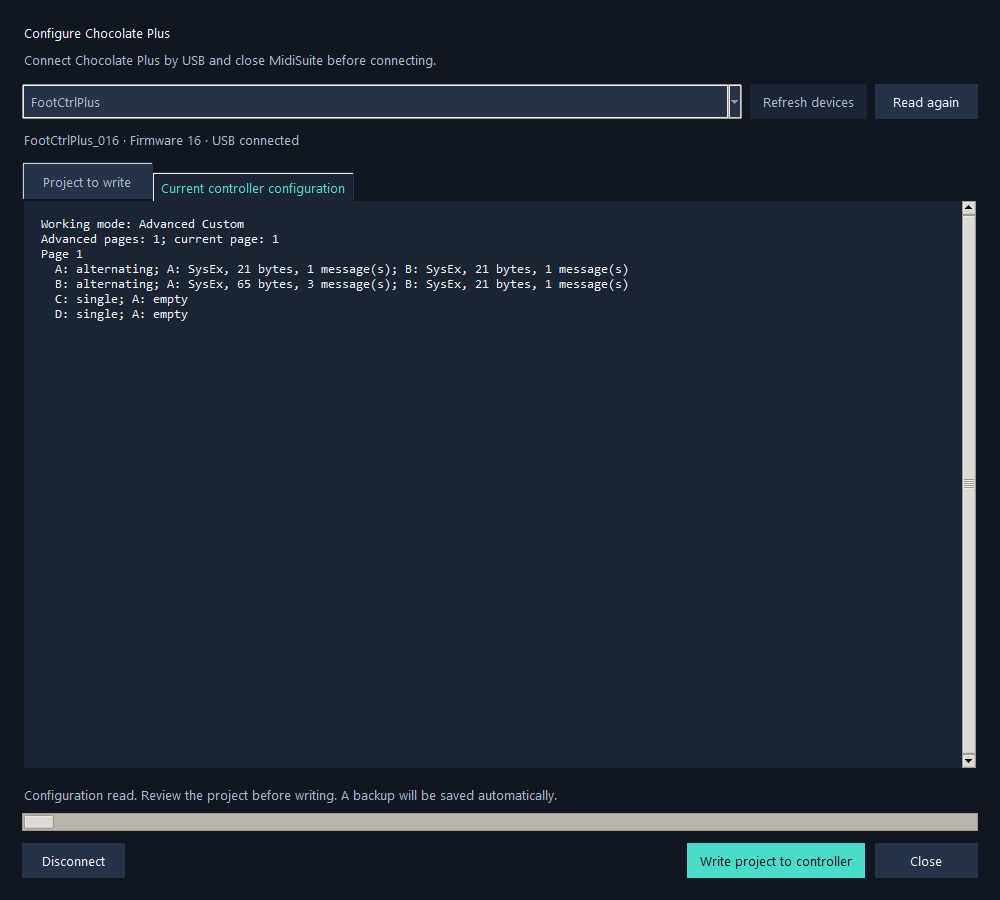 Configure Chocolate Plus
Connect Chocolate Plus by USB and close MidiSuite before connecting.
FootCtrlPlus
Refresh devices
Read again
FootCtrlPlus_016 · Firmware 16 · USB connected
Project to write
Current controller configuration
Working mode: Advanced Custom
Advanced pages: 1; current page: 1
Page 1
  A: alternating; A: SysEx, 21 bytes, 1 message(s); B: SysEx, 21 bytes, 1 message(s)
  B: alternating; A: SysEx, 65 bytes, 3 message(s); B: SysEx, 21 bytes, 1 message(s)
  C: single; A: empty
  D: single; A: empty
Configuration read. Review the project before writing. A backup will be saved automatically.
Disconnect
Write project to controller
Close